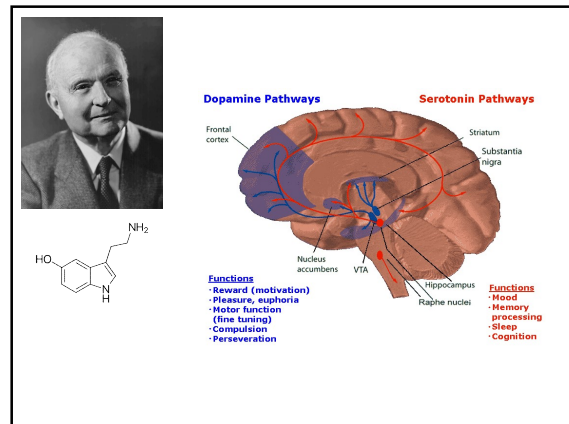 Dopamine Pathways
Serotonin Pathways
Frontal
cortex
Striatum
Substantia
nigra
NH2
HO
N
H
Nucleus
accumbens
VTA
Hippocampus
Raphe nuclei
Functions
·Reward (motivation)
·Pleasure, euphoria
·Motor function
(fine tuning)
·Compulsion
·Perseveration
Functions
·Mood
·Memory
processing
·Sleep
·Cognition